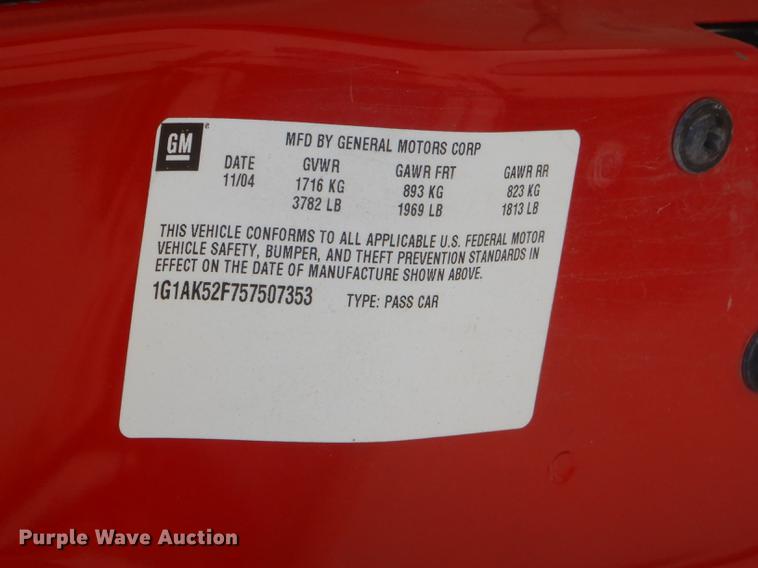 GM
MFD BY GENERAL MOTORS CORP
DATE GVWR GAWR FRT GAWR RR
11/04 1716 KG 893 KG 823 KG
3782 LB 1969 LB 1813 LB
THIS VEHICLE CONFORMS TO ALL APPLICABLE U.S. FEDERAL MOTOR
VEHICLE SAFETY, BUMPER, AND THEFT PREVENTION STANDARDS IN
EFFECT ON THE DATE OF MANUFACTURE SHOWN ABOVE.
1G1AK52F757507353 TYPE: PASS CAR
Purple Wave Auction